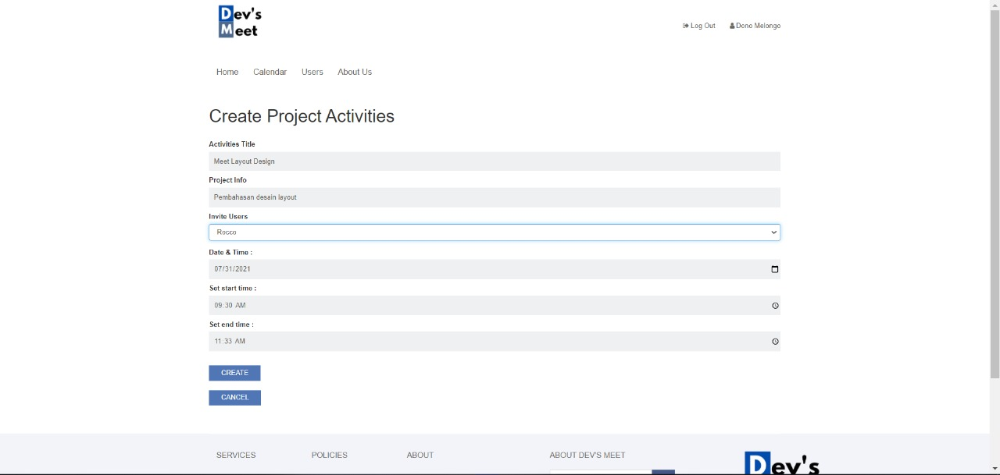 Dev's
Meet
Log Out Dono Melongo
Home Calendar Users About Us
Create Project Activities
Activities Title
Meet Layout Design
Project Info
Pembahasan desain layout
Invite Users
Rocco
Date & Time :
07/31/2021
Set start time :
09:30 AM
Set end time :
11:33 AM
CREATE
CANCEL
SERVICES POLICIES ABOUT ABOUT DEV'S MEET
Dev's